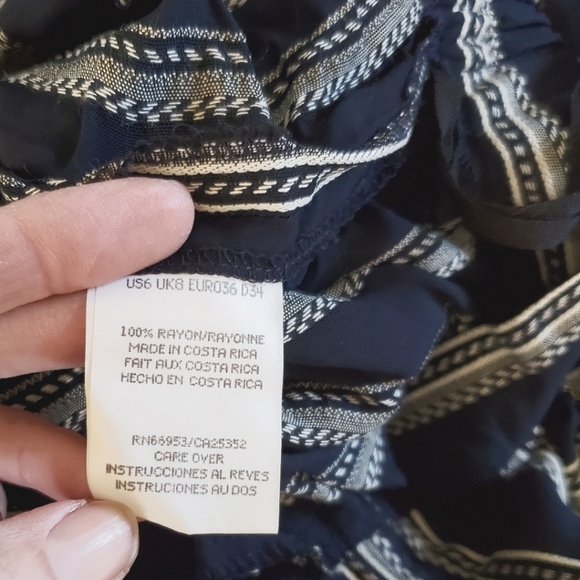 US6 UK8 EURO36 D34
100% RAYON/RAYONNE
MADE IN COSTA RICA
FAIT AUX COSTA RICA
HECHO EN COSTA RICA
RN66953/CA25352
CARE OVER
INSTRUCCIONES AL REVES
INSTRUCIONES AU DOS